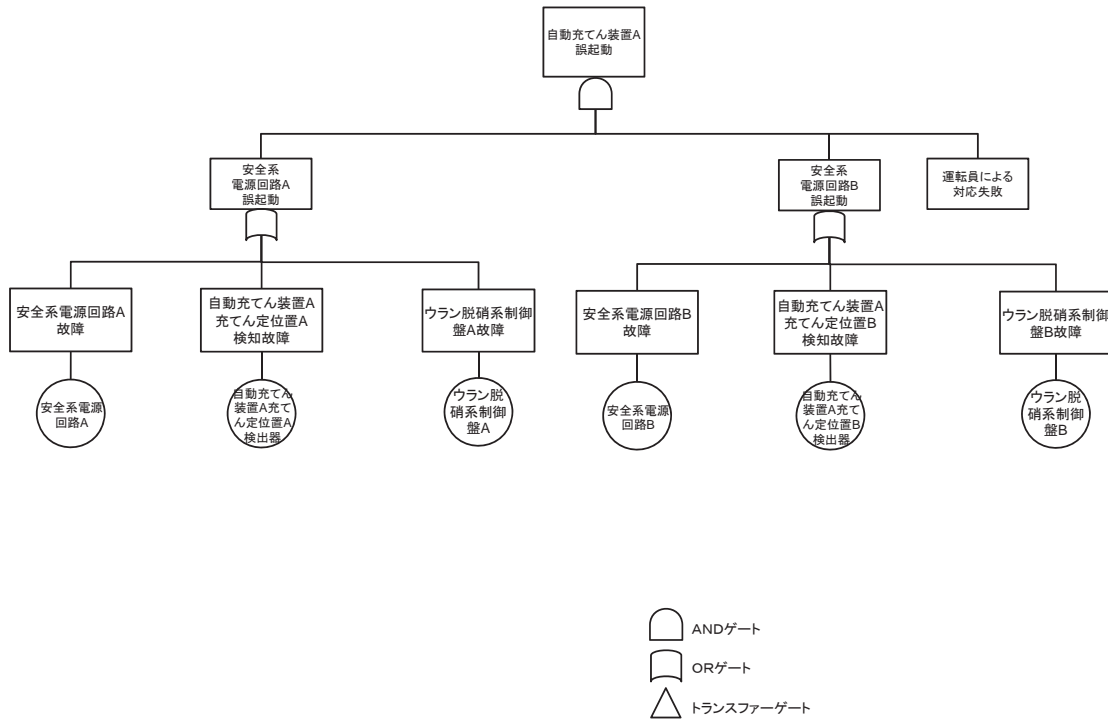 自動充てん装置A
誤起動
安全系
電源回路A
誤起動
安全系
電源回路B
誤起動
運転員による
対応失敗
安全系電源回路A
故障
自動充てん装置A
充てん定位置A
検知故障
ウラン脱硝系制御
盤A故障
安全系電源回路B
故障
自動充てん装置A
充てん定位置B
検知故障
ウラン脱硝系制御
盤B故障
安全系電源
回路A
自動充てん
装置A充て
ん定位置A
検出器
ウラン脱
硝系制御
盤A
安全系電源
回路B
自動充てん
装置A充て
ん定位置B
検出器
ウラン脱
硝系制御
盤B
ANDゲート
ORゲート
トランスファーゲート